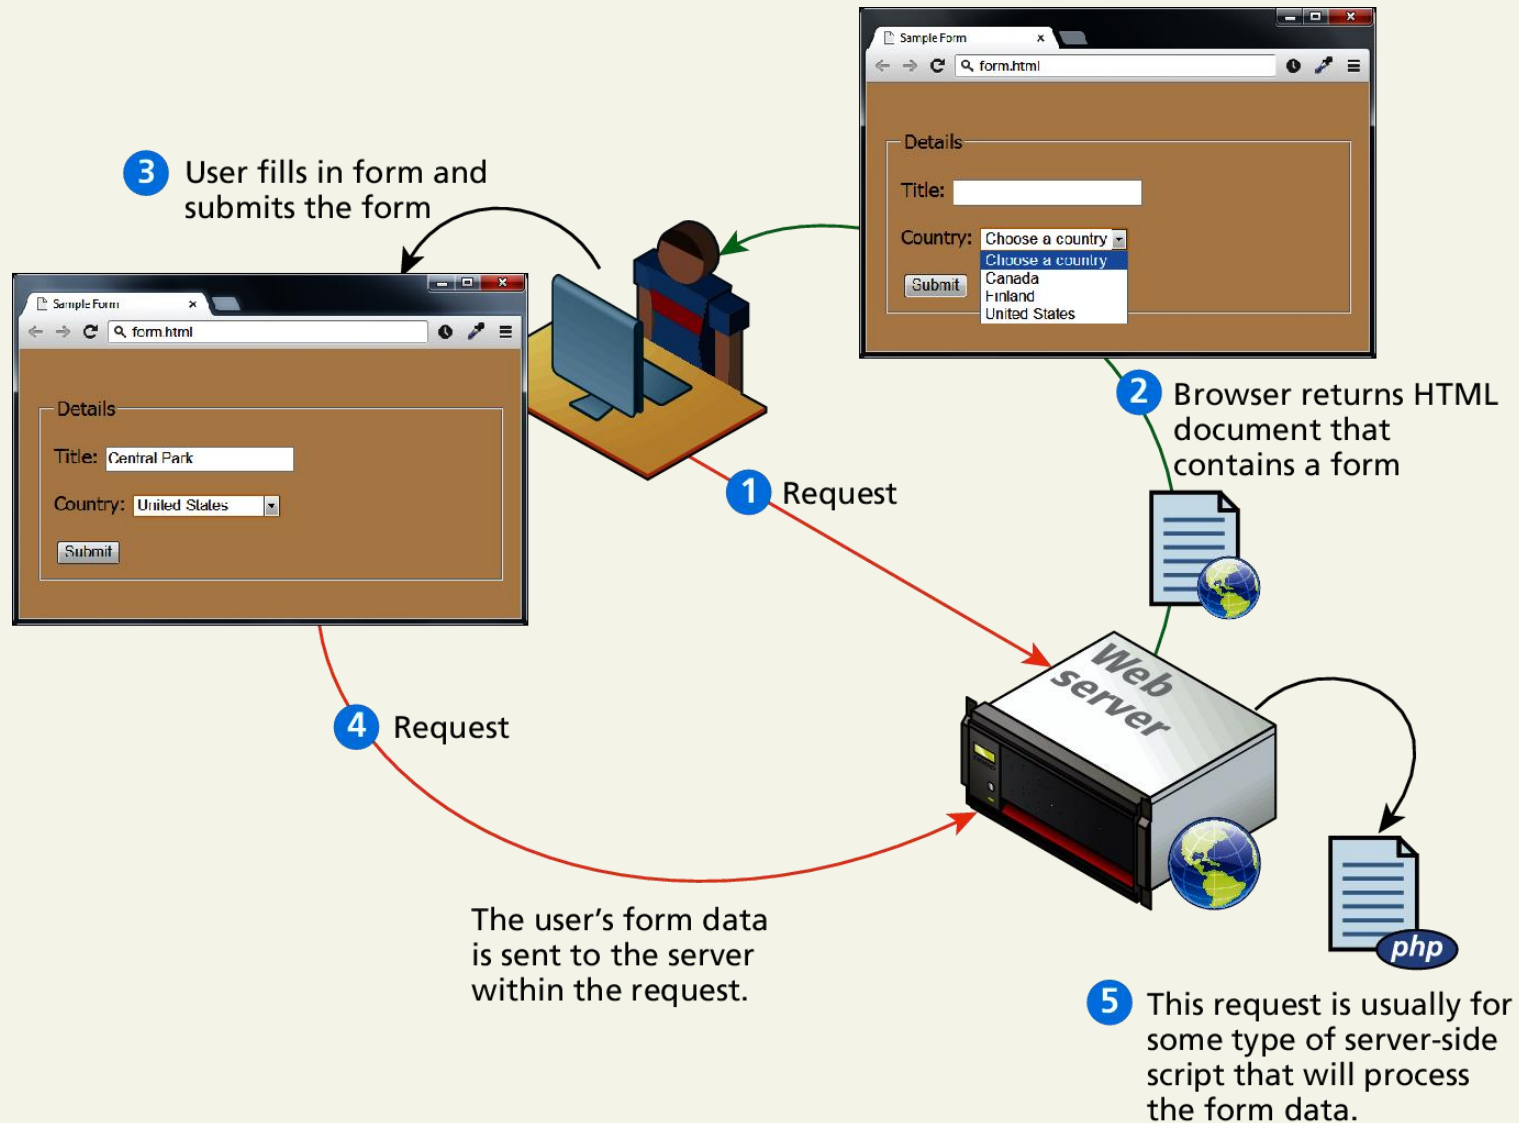 Sample Form
form.html
Details
Title:
Country: Choose a country
Choose a country
Canada
Finland
United States
Submit
3 User fills in form and
submits the form
Sample Form
form.html
Details
Title: Central Park
Country: United States
Submit
1 Request
2 Browser returns HTML
document that
contains a form
4 Request
Web
server
The user's form data
is sent to the server
within the request.
php
5 This request is usually for
some type of server-side
script that will process
the form data.